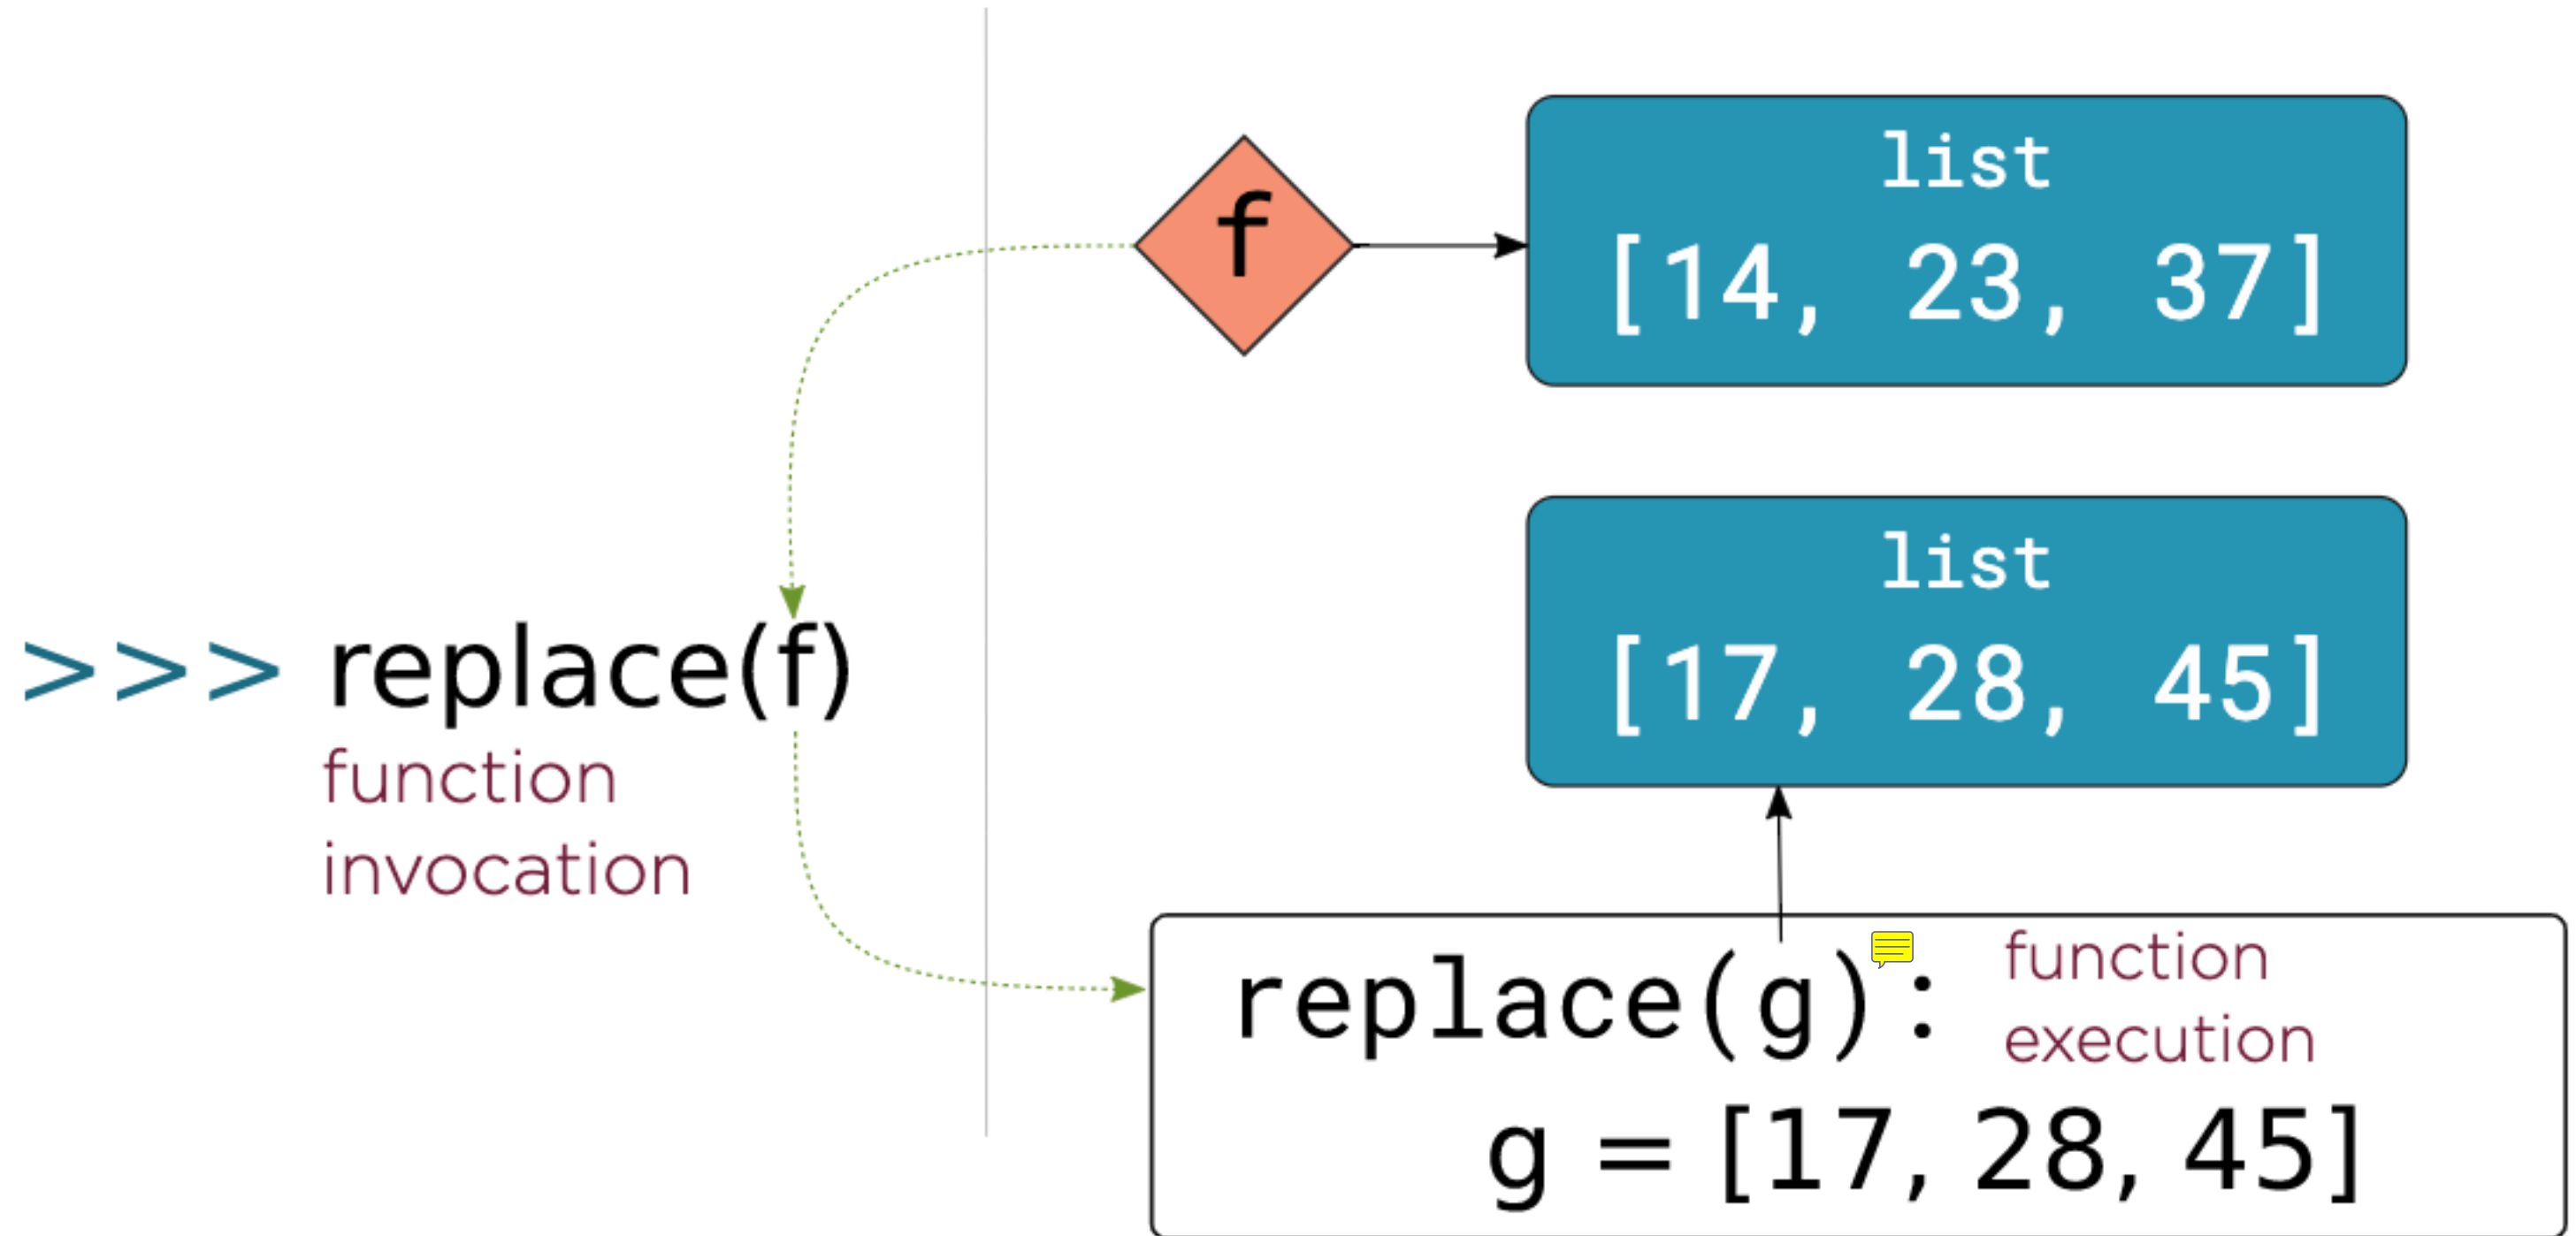 f
list
[14, 23, 37]
list
[17, 28, 45]
>>> replace(f)
function
invocation
replace(g):
function
execution
g = [17, 28, 45]